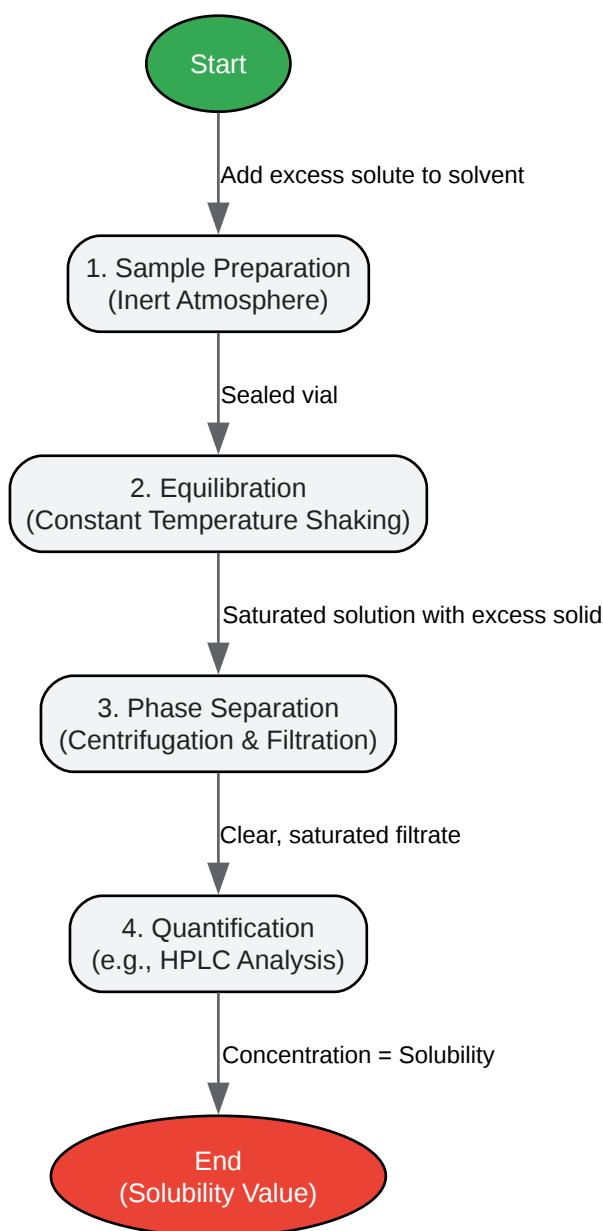 Start
Add excess solute to solvent
1. Sample Preparation
(Inert Atmosphere)
Sealed vial
2. Equilibration
(Constant Temperature Shaking)
Saturated solution with excess solid
3. Phase Separation
(Centrifugation & Filtration)
Clear, saturated filtrate
4. Quantification
(e.g., HPLC Analysis)
Concentration = Solubility
End
(Solubility Value)